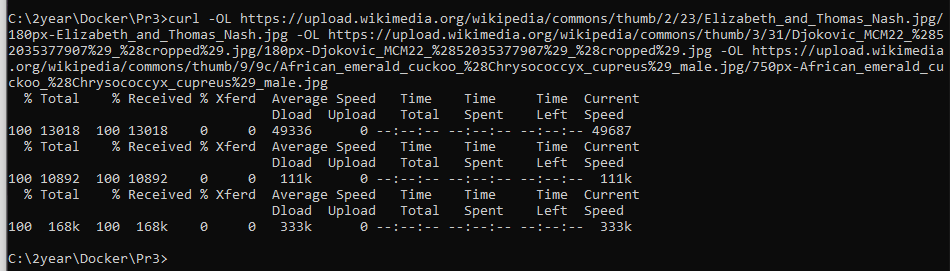 C:\2year\Docker\Pr3>curl -OL https://upload.wikimedia.org/wikipedia/commons/thumb/2/23/Elizabeth_and_Thomas_Nash.jpg/
180px-Elizabeth_and_Thomas_Nash.jpg -OL https://upload.wikimedia.org/wikipedia/commons/thumb/3/31/Djokovic_MCM22_%285
2035377907%29_%28cropped%29.jpg/180px-Djokovic_MCM22_%2852035377907%29_%28cropped%29.jpg -OL https://upload.wikimedia
.org/wikipedia/commons/thumb/9/9c/African_emerald_cuckoo_%28Chrysococcyx_cupreus%29_male.jpg/750px-African_emerald_cu
ckoo_%28Chrysococcyx_cupreus%29_male.jpg
  % Total    % Received % Xferd  Average Speed   Time    Time     Time  Current
                                 Dload  Upload   Total   Spent    Left  Speed
100 13018  100 13018    0     0  49336      0 --:--:-- --:--:-- --:--:-- 49687
  % Total    % Received % Xferd  Average Speed   Time    Time     Time  Current
                                 Dload  Upload   Total   Spent    Left  Speed
100 10892  100 10892    0     0   111k      0 --:--:-- --:--:-- --:--:--  111k
  % Total    % Received % Xferd  Average Speed   Time    Time     Time  Current
                                 Dload  Upload   Total   Spent    Left  Speed
100  168k  100  168k    0     0   333k      0 --:--:-- --:--:-- --:--:--  333k
C:\2year\Docker\Pr3>